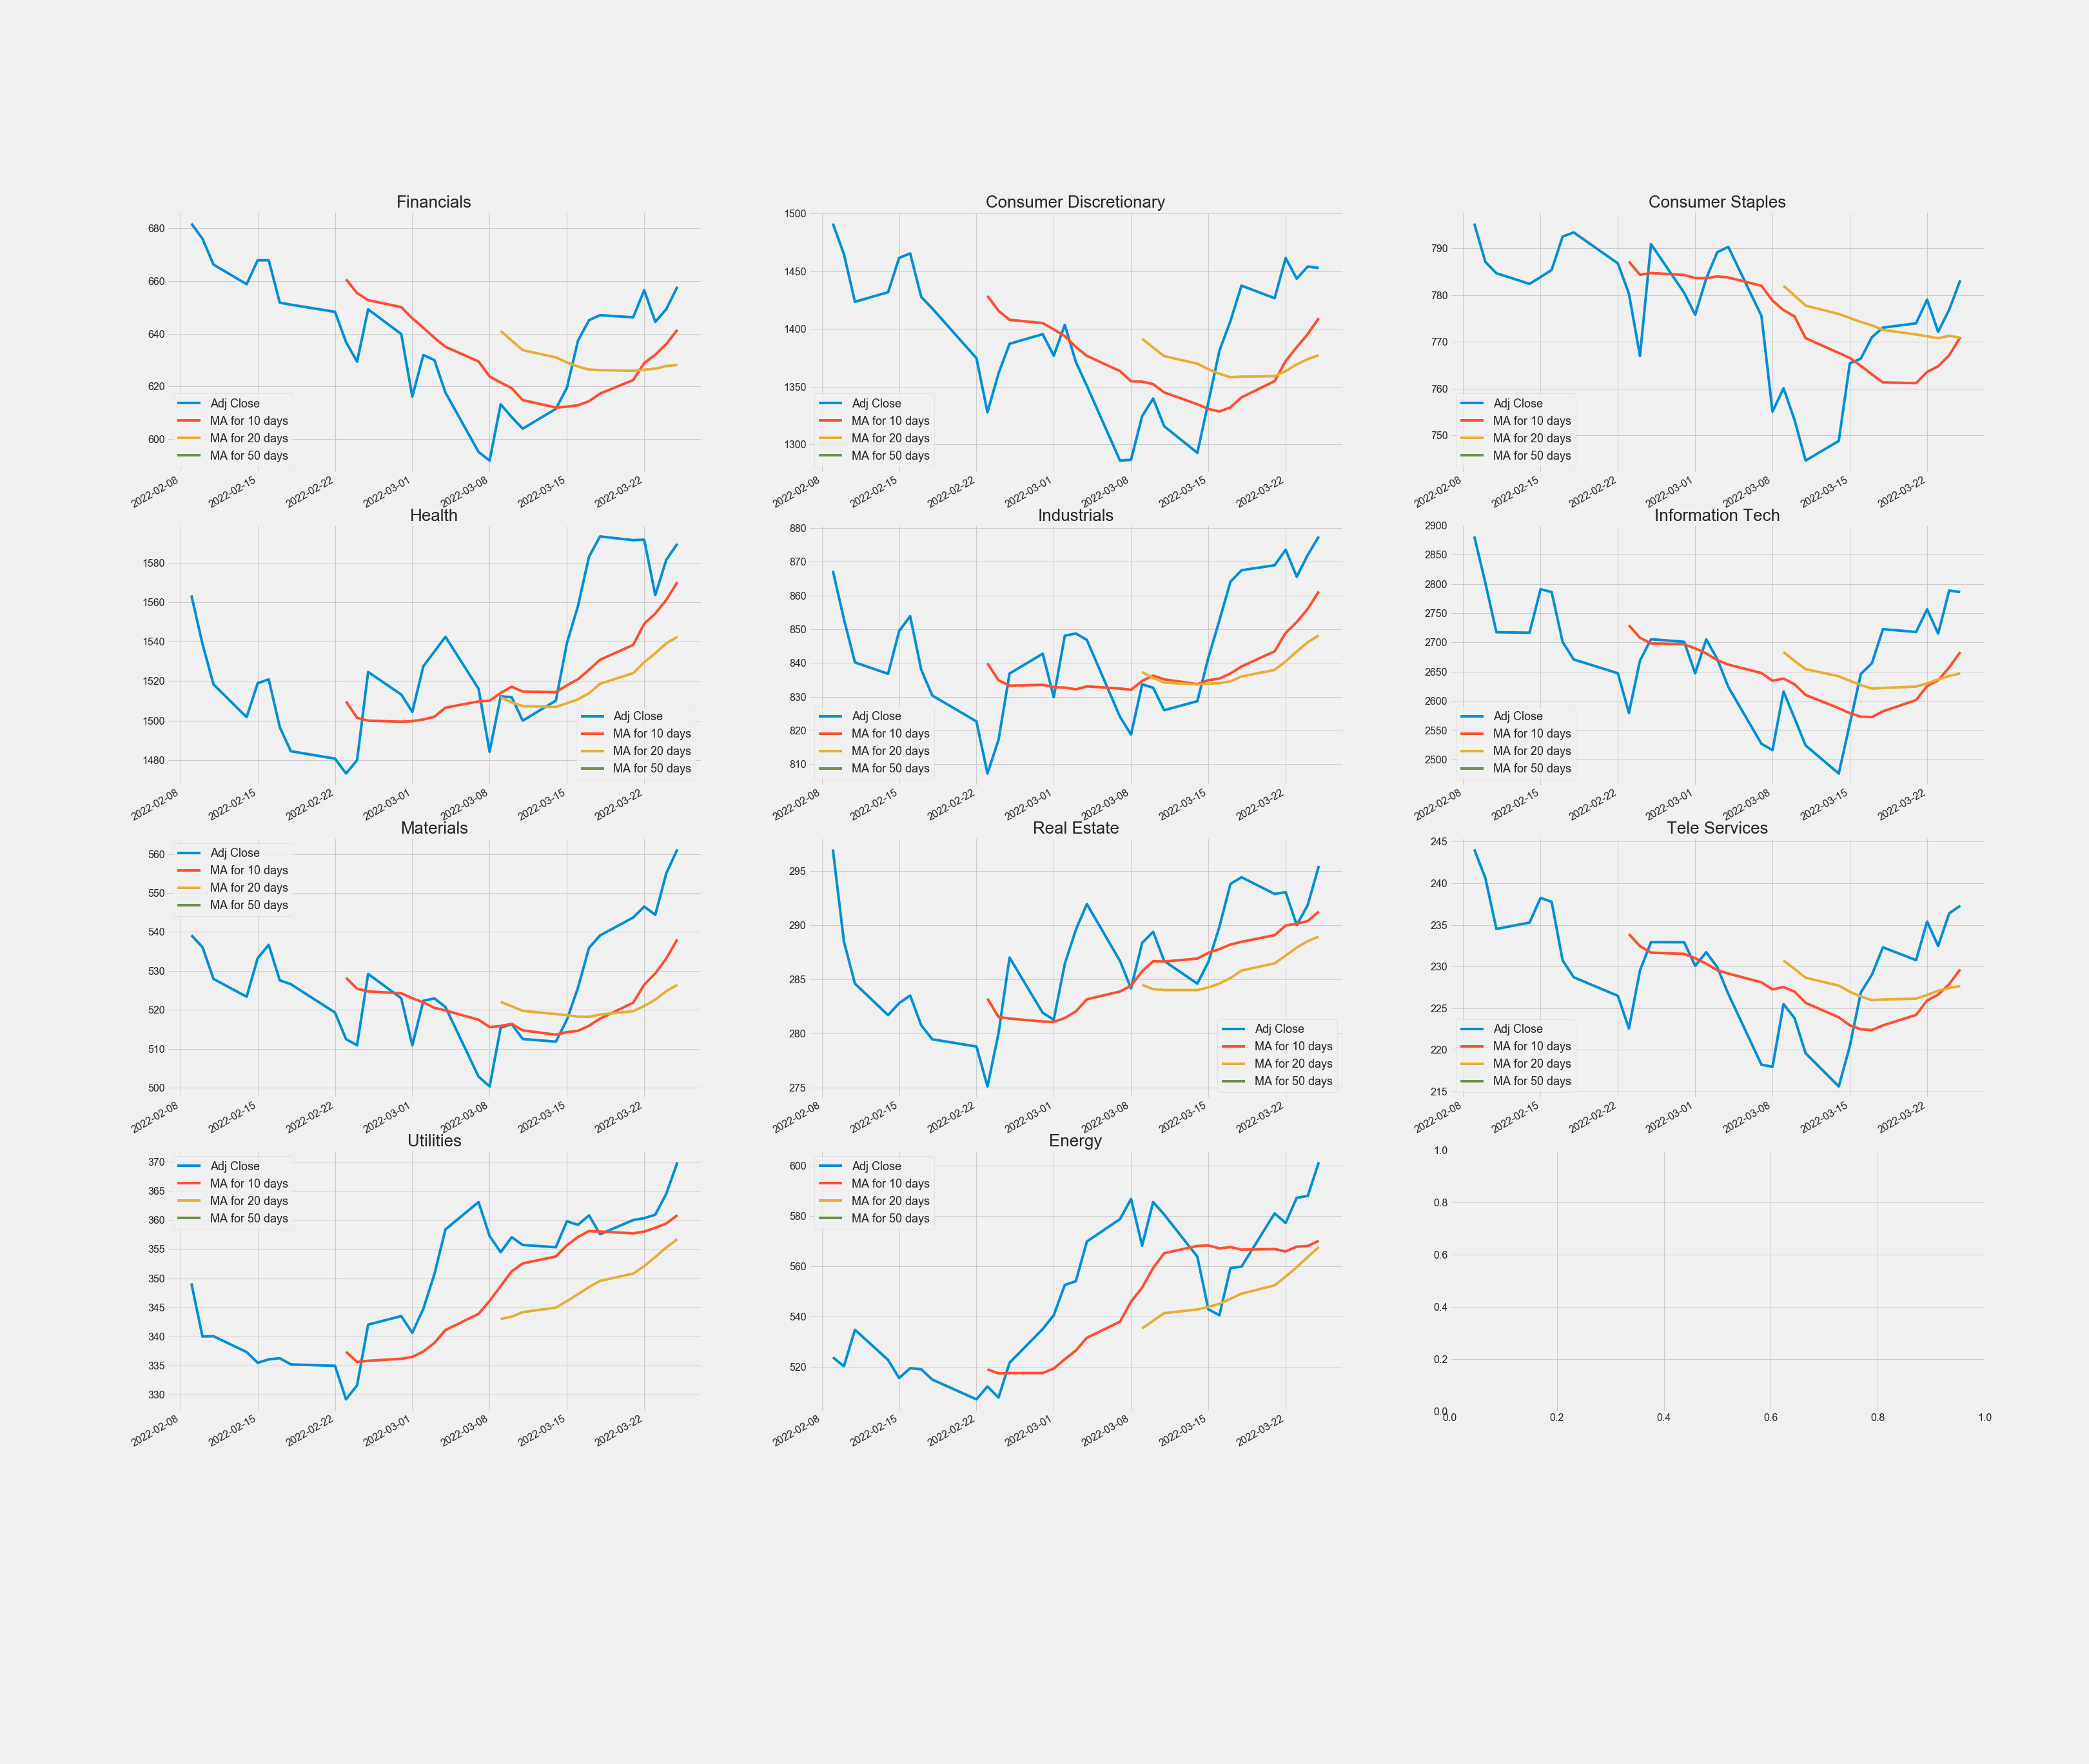 Financials
680
660
640
620
600
Adj Close
MA for 10 days
MA for 20 days
MA for 50 days
2022-02-08
2022-02-15
2022-02-22
2022-03-01
2022-03-08
2022-03-15
2022-03-22
Consumer Discretionary
1500
1450
1400
1350
1300
Adj Close
MA for 10 days
MA for 20 days
MA for 50 days
2022-02-08
2022-02-15
2022-02-22
2022-03-01
2022-03-08
2022-03-15
2022-03-22
Consumer Staples
790
780
770
760
750
Adj Close
MA for 10 days
MA for 20 days
MA for 50 days
2022-02-08
2022-02-15
2022-02-22
2022-03-01
2022-03-08
2022-03-15
2022-03-22
Health
1580
1560
1540
1520
1500
1480
Adj Close
MA for 10 days
MA for 20 days
MA for 50 days
2022-02-08
2022-02-15
2022-02-22
2022-03-01
2022-03-08
2022-03-15
2022-03-22
Industrials
880
870
860
850
840
830
820
810
Adj Close
MA for 10 days
MA for 20 days
MA for 50 days
2022-02-08
2022-02-15
2022-02-22
2022-03-01
2022-03-08
2022-03-15
2022-03-22
Information Tech
2900
2850
2800
2750
2700
2650
2600
2550
2500
Adj Close
MA for 10 days
MA for 20 days
MA for 50 days
2022-02-08
2022-02-15
2022-02-22
2022-03-01
2022-03-08
2022-03-15
2022-03-22
Materials
560
550
540
530
520
510
500
Adj Close
MA for 10 days
MA for 20 days
MA for 50 days
2022-02-08
2022-02-15
2022-02-22
2022-03-01
2022-03-08
2022-03-15
2022-03-22
Real Estate
295
290
285
280
275
Adj Close
MA for 10 days
MA for 20 days
MA for 50 days
2022-02-08
2022-02-15
2022-02-22
2022-03-01
2022-03-08
2022-03-15
2022-03-22
Tele Services
245
240
235
230
225
220
215
Adj Close
MA for 10 days
MA for 20 days
MA for 50 days
2022-02-08
2022-02-15
2022-02-22
2022-03-01
2022-03-08
2022-03-15
2022-03-22
Utilities
370
365
360
355
350
345
340
335
330
Adj Close
MA for 10 days
MA for 20 days
MA for 50 days
2022-02-08
2022-02-15
2022-02-22
2022-03-01
2022-03-08
2022-03-15
2022-03-22
Energy
600
580
560
540
520
Adj Close
MA for 10 days
MA for 20 days
MA for 50 days
2022-02-08
2022-02-15
2022-02-22
2022-03-01
2022-03-08
2022-03-15
2022-03-22
1.0
0.8
0.6
0.4
0.2
0.0
0.0
0.2
0.4
0.6
0.8
1.0